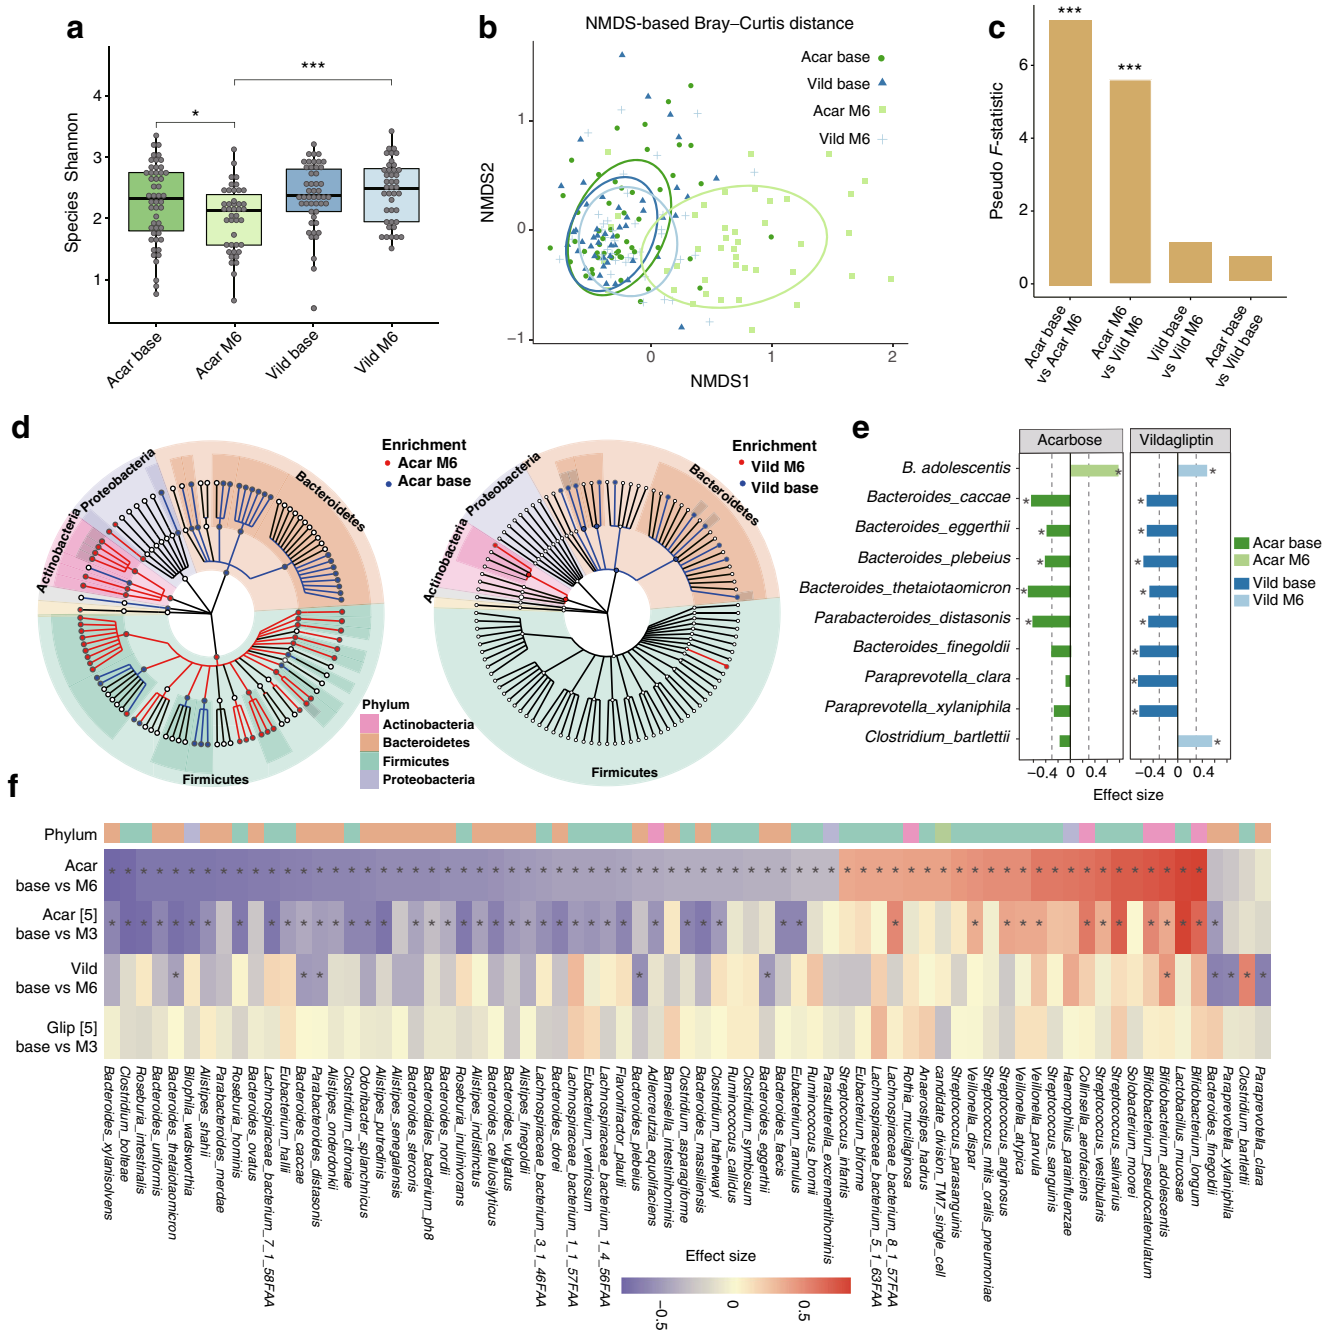 a
Species Shannon
4
3
2
1
*
***
Acar base
Acar M6
Vild base
Vild M6
b
NMDS-based Bray–Curtis distance
Acar base
Vild base
Acar M6
Vild M6
NMDS2
1
0
−1
0
1
2
NMDS1
c
Pseudo F-statistic
6
4
2
0
***
***
Acar base
vs Acar M6
Acar M6
vs Vild M6
Vild base
vs Vild M6
Acar base
vs Vild base
d
Enrichment
Acar M6
Acar base
Actinobacteria
Proteobacteria
Bacteroidetes
Firmicutes
Phylum
Actinobacteria
Bacteroidetes
Firmicutes
Proteobacteria
Enrichment
Vild M6
Vild base
Actinobacteria
Proteobacteria
Bacteroidetes
Firmicutes
e
Acarbose
Vildagliptin
B. adolescentis
Bacteroides_caccae
Bacteroides_eggerthii
Bacteroides_plebeius
Bacteroides_thetaiotaomicron
Parabacteroides_distasonis
Bacteroides_finegoldii
Paraprevotella_clara
Paraprevotella_xylaniphila
Clostridium_bartlettii
−0.4 0 0.4
−0.4 0 0.4
Effect size
Acar base
Acar M6
Vild base
Vild M6
f
Phylum
Acar
base vs M6
Acar [5]
base vs M3
Vild
base vs M6
Glip [5]
base vs M3
Bacteroides_xylanisolvens
Clostridium_bolteae
Roseburia_intestinalis
Bacteroides_uniformis
Bacteroides_thetaiotaomicron
Bilophila_wadsworthia
Alistipes_shahii
Parabacteroides_merdae
Roseburia_hominis
Bacteroides_ovatus
Lachnospiraceae_bacterium_7_1_58FAA
Eubacterium_hallii
Bacteroides_caccae
Parabacteroides_distasonis
Alistipes_onderdonkii
Clostridium_citroniae
Odoribacter_splanchnicus
Alistipes_putredinis
Alistipes_senegalensis
Bacteroides_stercoris
Bacteroidales_bacterium_ph8
Bacteroides_nordii
Roseburia_inulinivorans
Alistipes_indistinctus
Bacteroides_cellulosilyticus
Bacteroides_vulgatus
Alistipes_finegoldii
Lachnospiraceae_bacterium_3_1_46FAA
Bacteroides_dorei
Lachnospiraceae_bacterium_1_1_57FAA
Eubacterium_ventriosum
Lachnospiraceae_bacterium_1_4_56FAA
Flavonifractor_plautii
Bacteroides_plebeius
Adlercreutzia_equolifaciens
Barnesiella_intestinihominis
Clostridium_asparagiforme
Bacteroides_massiliensis
Clostridium_hathewayi
Ruminococcus_callidus
Clostridium_symbiosum
Bacteroides_eggerthii
Bacteroides_faecis
Eubacterium_ramulus
Ruminococcus_bromii
Parasutterella_excrementihominis
Streptococcus_infantis
Eubacterium_biforme
Lachnospiraceae_bacterium_5_1_63FAA
Lachnospiraceae_bacterium_8_1_57FAA
Rothia_mucilaginosa
Anaerostipes_hadrus
candidate_division_TM7_single_cell
Streptococcus_parasanguinis
Veillonella_dispar
Streptococcus_mitis_oralis_pneumoniae
Streptococcus_anginosus
Veillonella_atypica
Veillonella_parvula
Streptococcus_sanguinis
Haemophilus_parainfluenzae
Collinsella_aerofaciens
Streptococcus_vestibularis
Streptococcus_salivarius
Solobacterium_moorei
Bifidobacterium_pseudocatenulatum
Bifidobacterium_adolescentis
Lactobacillus_mucosae
Bifidobacterium_longum
Bacteroides_finegoldii
Paraprevotella_xylaniphila
Clostridium_bartlettii
Paraprevotella_clara
Effect size
−0.5
0
0.5